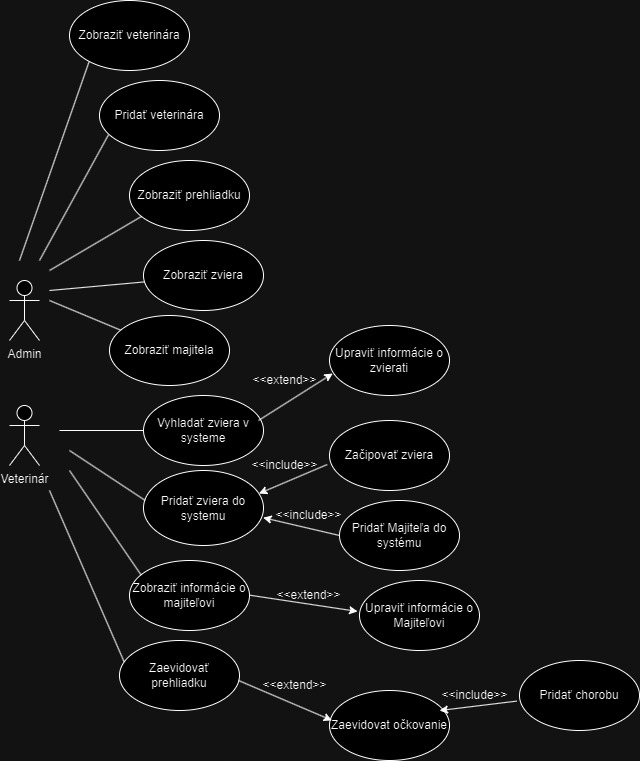 Zobraziť veterinára
Pridať veterinára
Zobraziť prehliadku
Zobraziť zviera
Zobraziť majitela
Admin
Upraviť informácie o
zvierati
<<extend>>
Vyhladať zviera v
systeme
Začipovať zviera
<<include>>
Veterinár
Pridať zviera do
systemu
<<include>>
Pridať Majiteľa do
systému
Zobraziť informácie o
majiteľovi
<<extend>>
Upraviť informácie o
Majiteľovi
Zaevidovať
prehliadku
<<extend>>
Zaevidovat očkovanie
<<include>>
Pridať chorobu